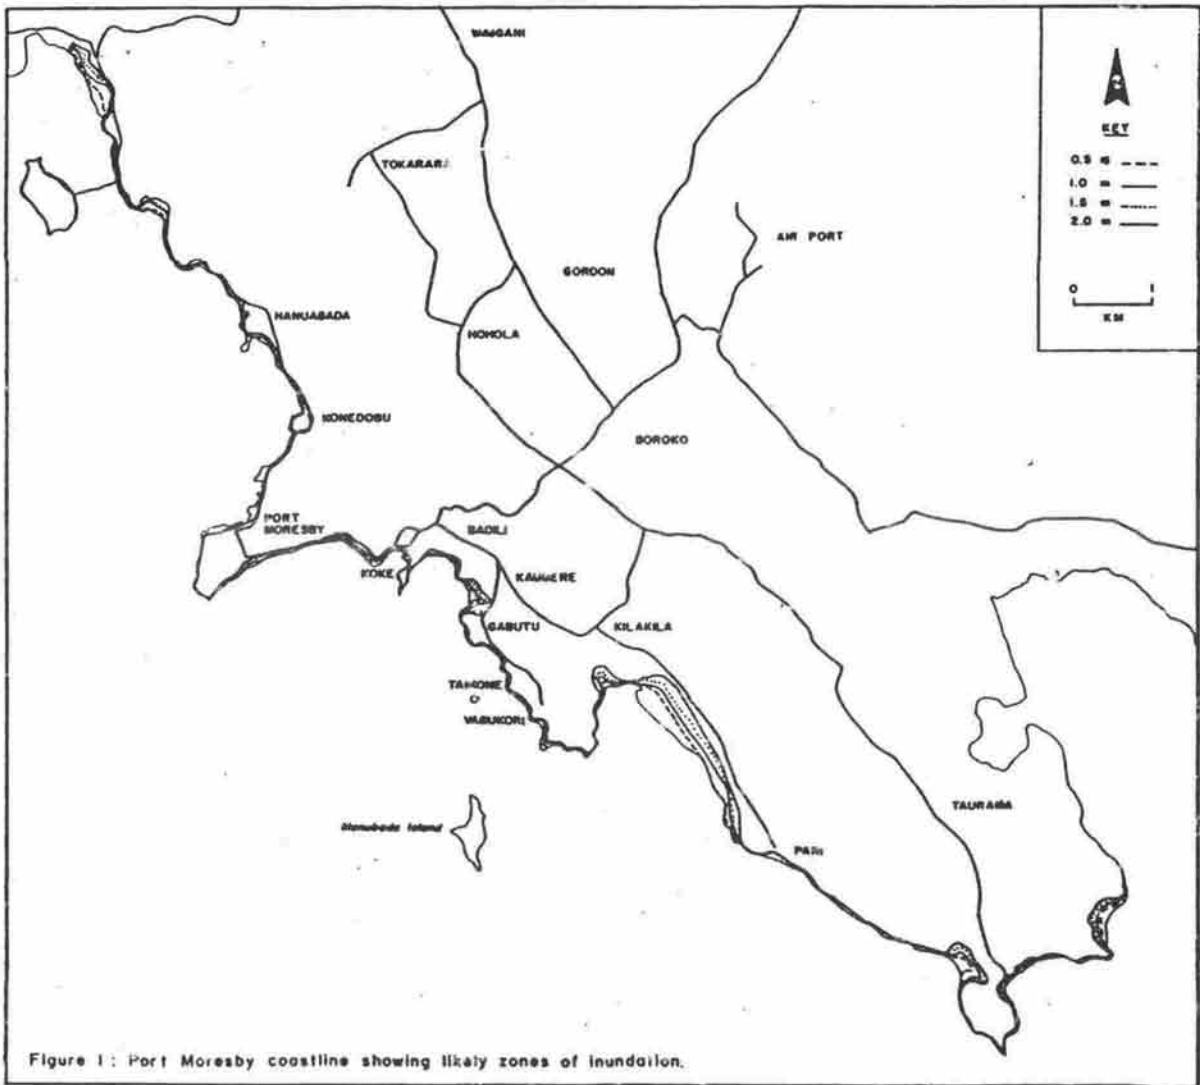 WAIGANI
KEY
0.5 m
1.0 m
1.5 m
2.0 m
0 1
KM
TOKARARA
AIR PORT
GORDON
HANUABADA
HOHOLA
KONEDOBU
BOROKO
PORT
MORESBY
BADILI
KOKE
KAUGERE
GABUTU
KILAKILA
VABUKORI
TAURAMA
Manubada Island
PARI
Figure 1: Port Moresby coastline showing likely zones of inundation.